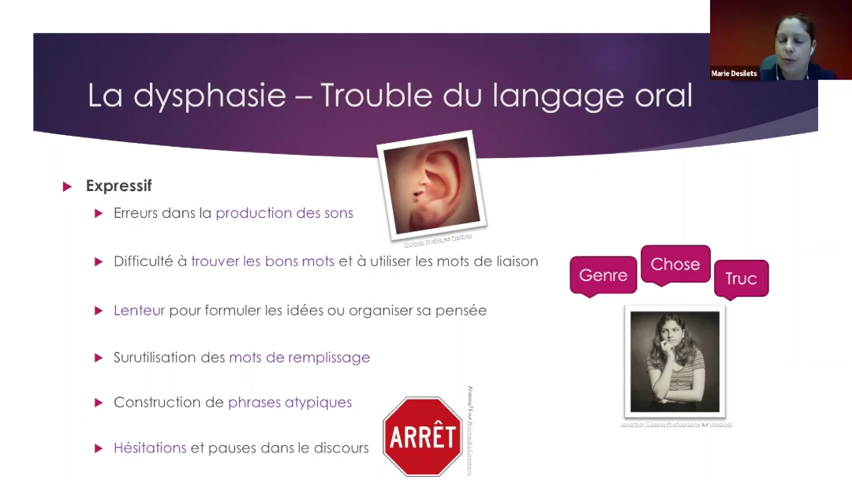 Marie Desilets
La dysphasie – Trouble du langage oral
Expressif
Erreurs dans la production des sons
Difficulté à trouver les bons mots et à utiliser les mots de liaison
Lenteur pour formuler les idées ou organiser sa pensée
Surutilisation des mots de remplissage
Construction de phrases atypiques
Hésitations et pauses dans le discours
ARRÊT
Genre
Chose
Truc